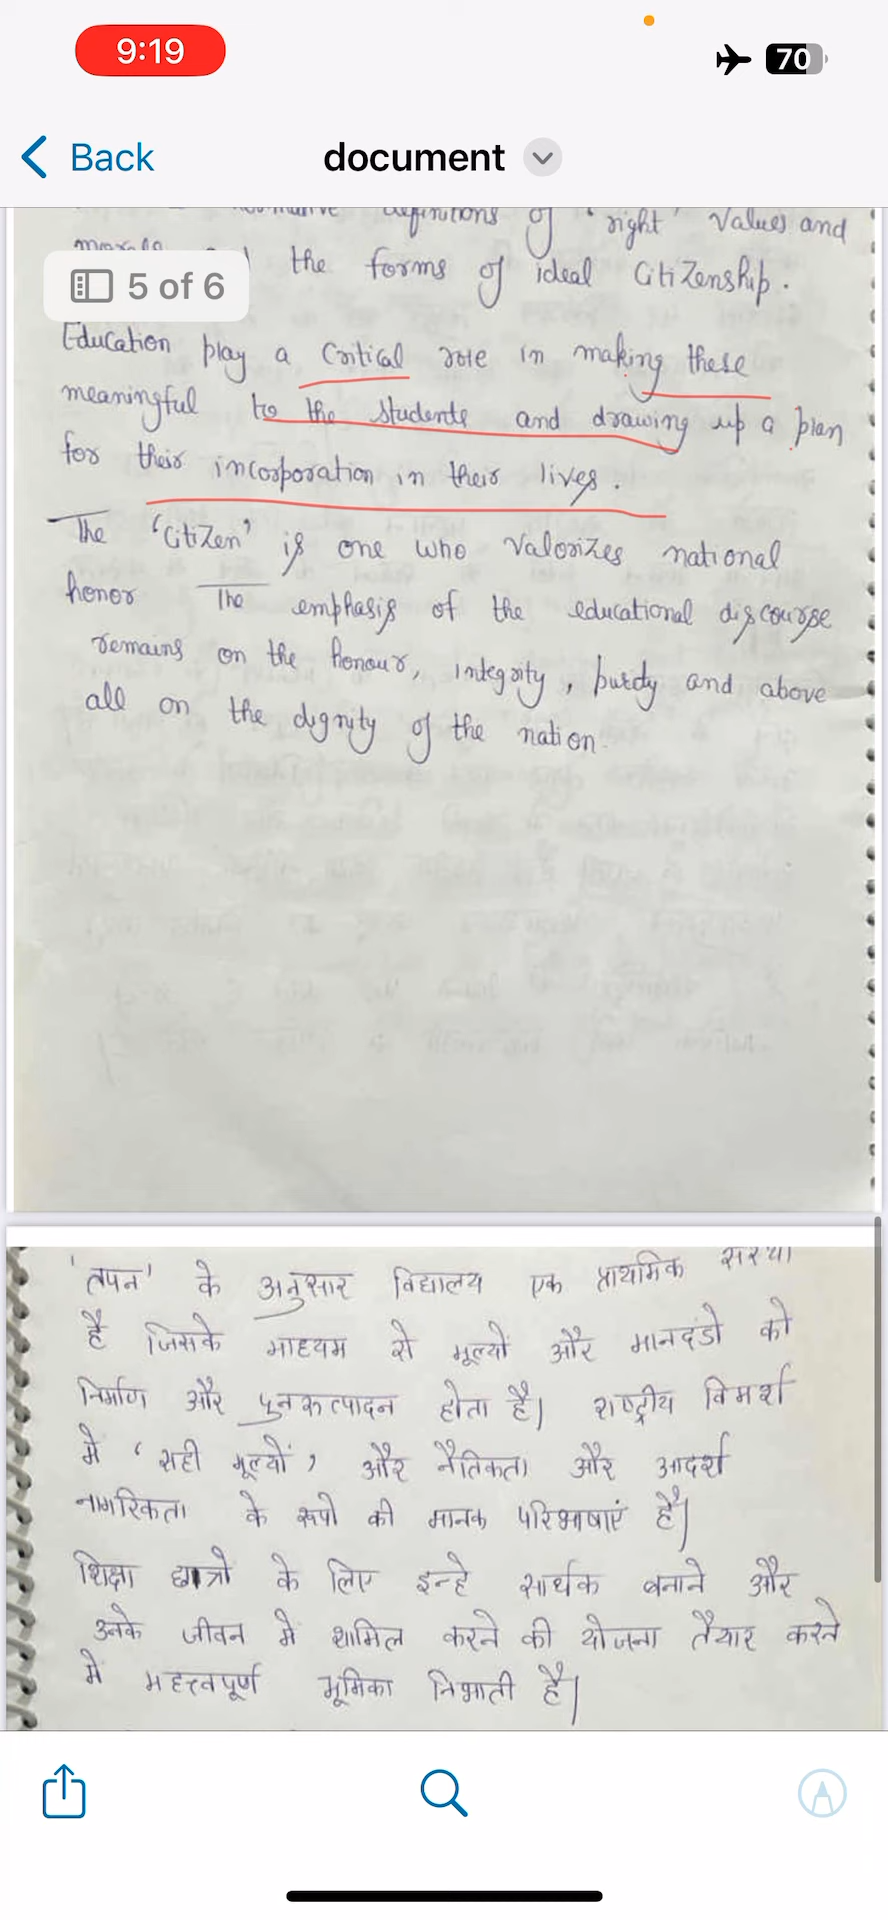 9:19
70
Back
document
definitions of 'right' values and
5 of 6
the forms of ideal CitiZenship.
Education play a Critical role in making these
meaningful to the students and drawing up a plan
for their incorporation in their lives.
The 'CitiZen' is one who Valorizes national
honor The emphasis of the educational discourse
remains on the honour, integrity, and above
all on the dignity of the nation.
'तपन' के अनुसार विद्यालय एक प्राथमिक संस्था
है जिसके माध्यम से मूल्यों और मानदंडो को
निर्माण और पुनरुत्पादन होता है। राष्ट्रीय विमर्श
में 'सही मूल्यों' और नैतिकता और आदर्श
नागरिकता के रूपो की मानक परिभाषाएं हैं।
शिक्षा छात्रो के लिए इन्हे सार्थक बनाने और
उनके जीवन में शामिल करने की योजना तैयार करने
में महत्त्वपूर्ण भूमिका निभाती है।